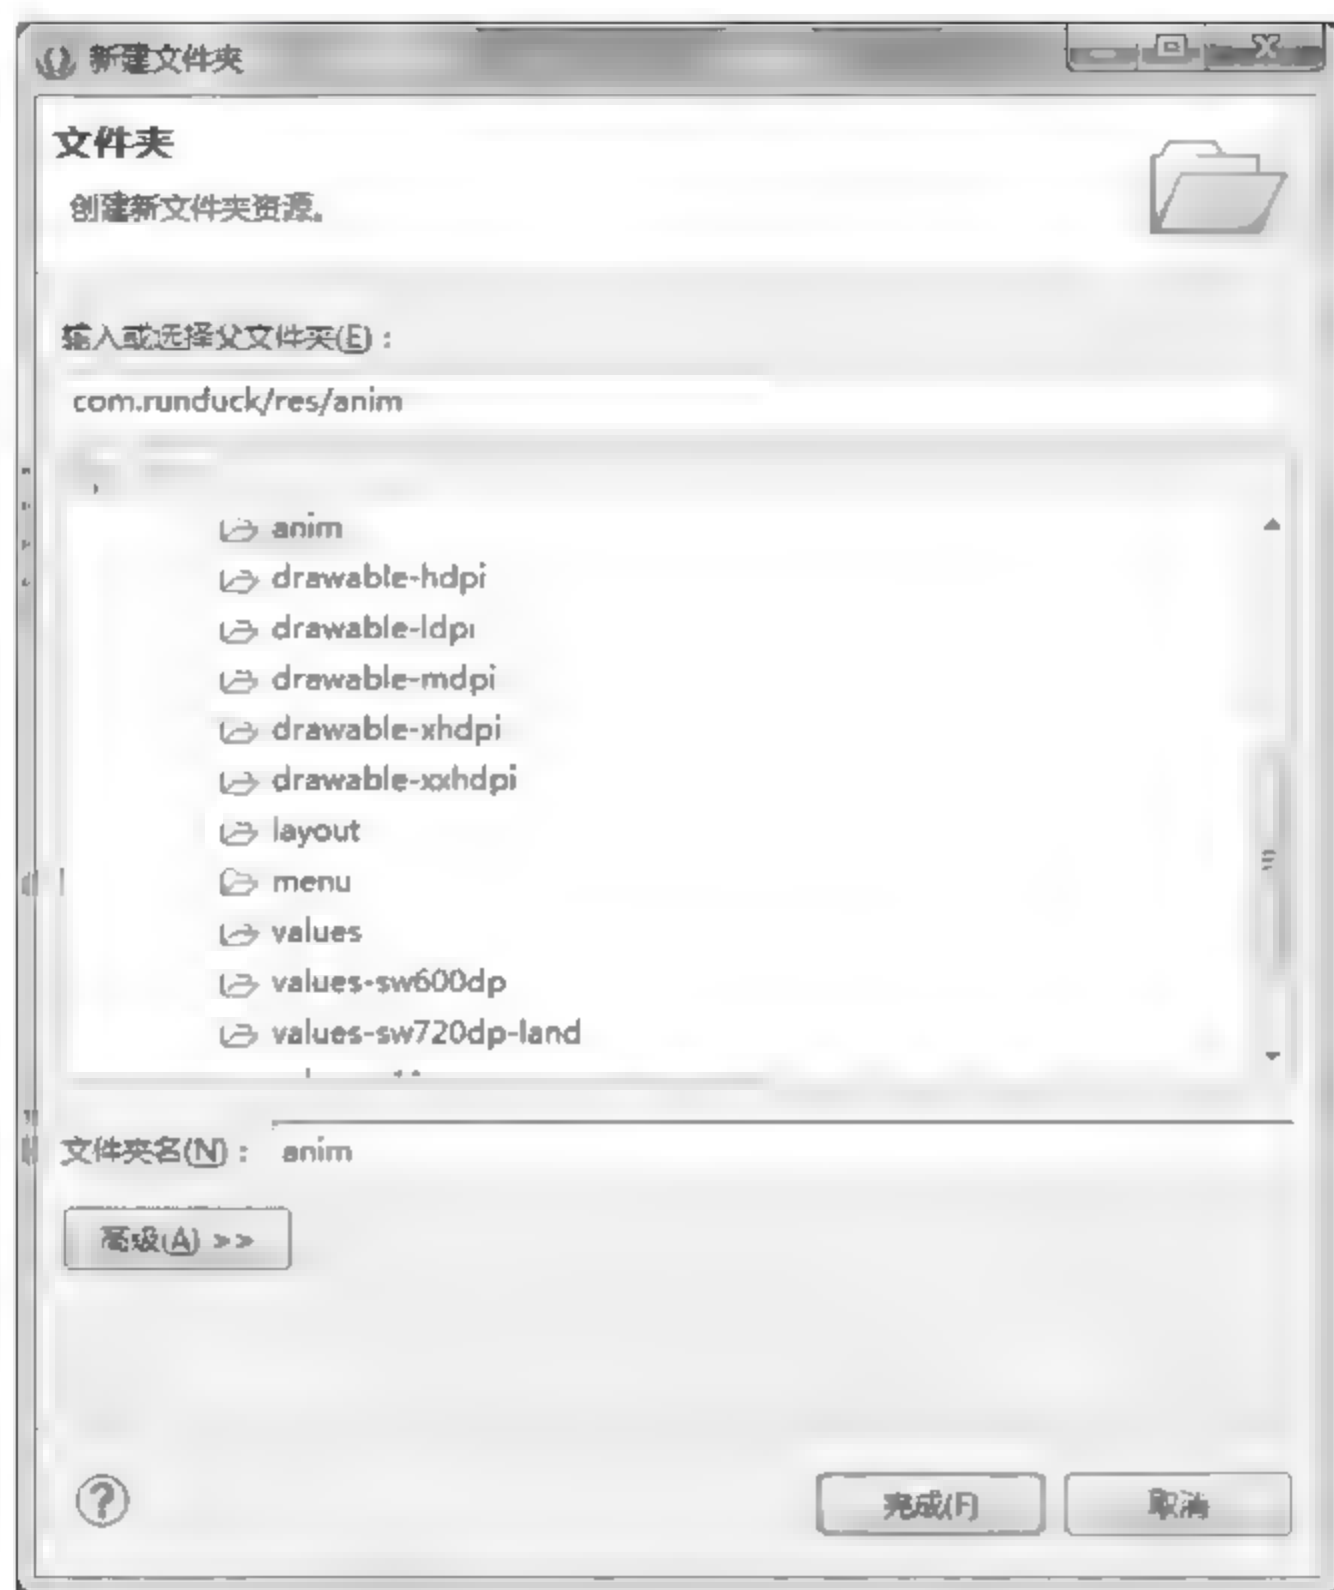 新建文件夹
文件夹
创建新文件夹资源。
输入或选择父文件夹(E)：
com.runduck/res/anim
anim
drawable-hdpi
drawable-ldpi
drawable-mdpi
drawable-xhdpi
drawable-xxhdpi
layout
menu
values
values-sw600dp
values-sw720dp-land
文件夹名(N)： anim
高级(A) >>
完成(F) 取消